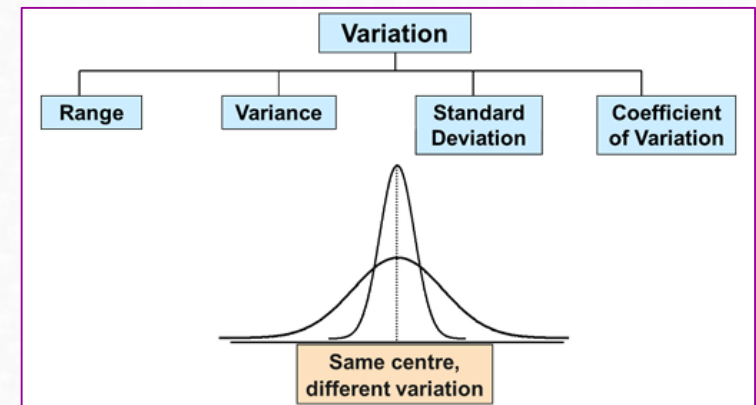 Variation
Range
Variance
Standard
Deviation
Coefficient
of Variation
Same centre,
different variation